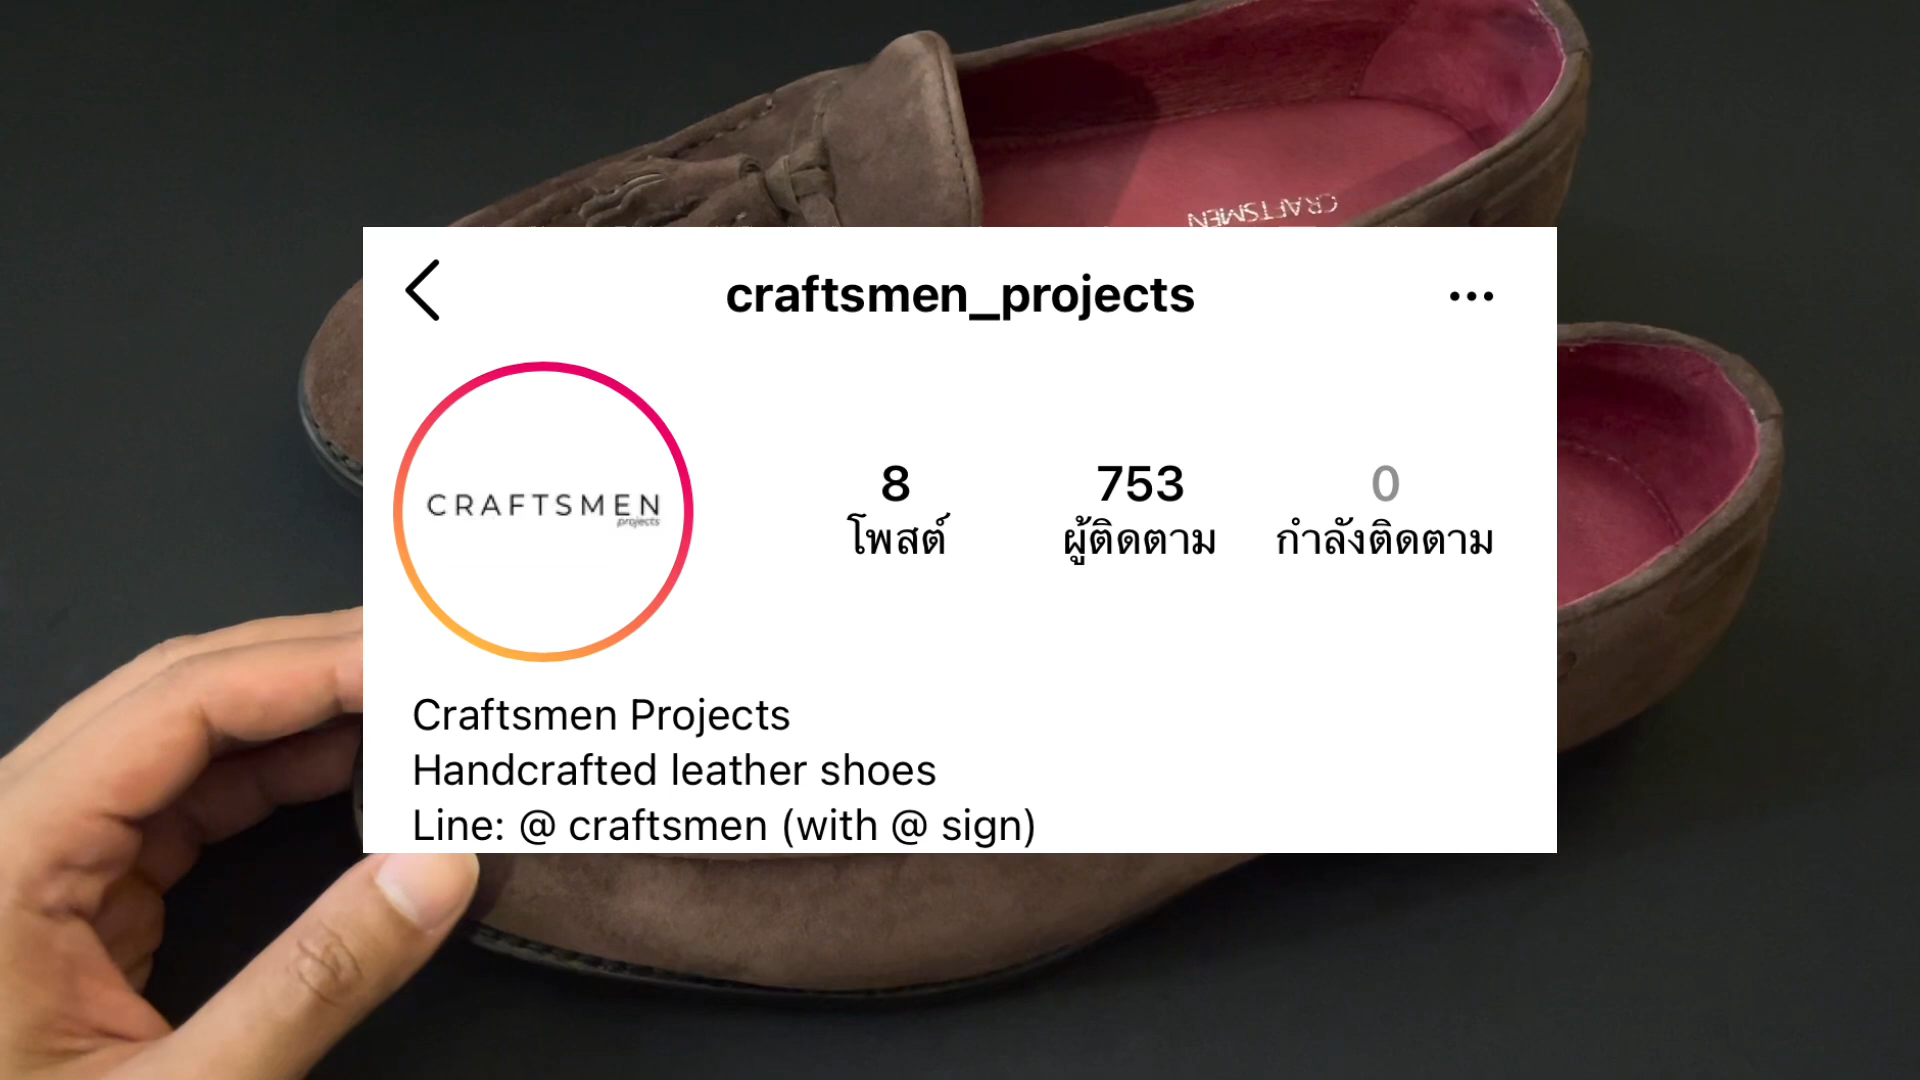 CRAFTSMEN
craftsmen_projects
CRAFTSMEN
projects
8
โพสต์
753
ผู้ติดตาม
0
กำลังติดตาม
Craftsmen Projects
Handcrafted leather shoes
Line: @ craftsmen (with @ sign)